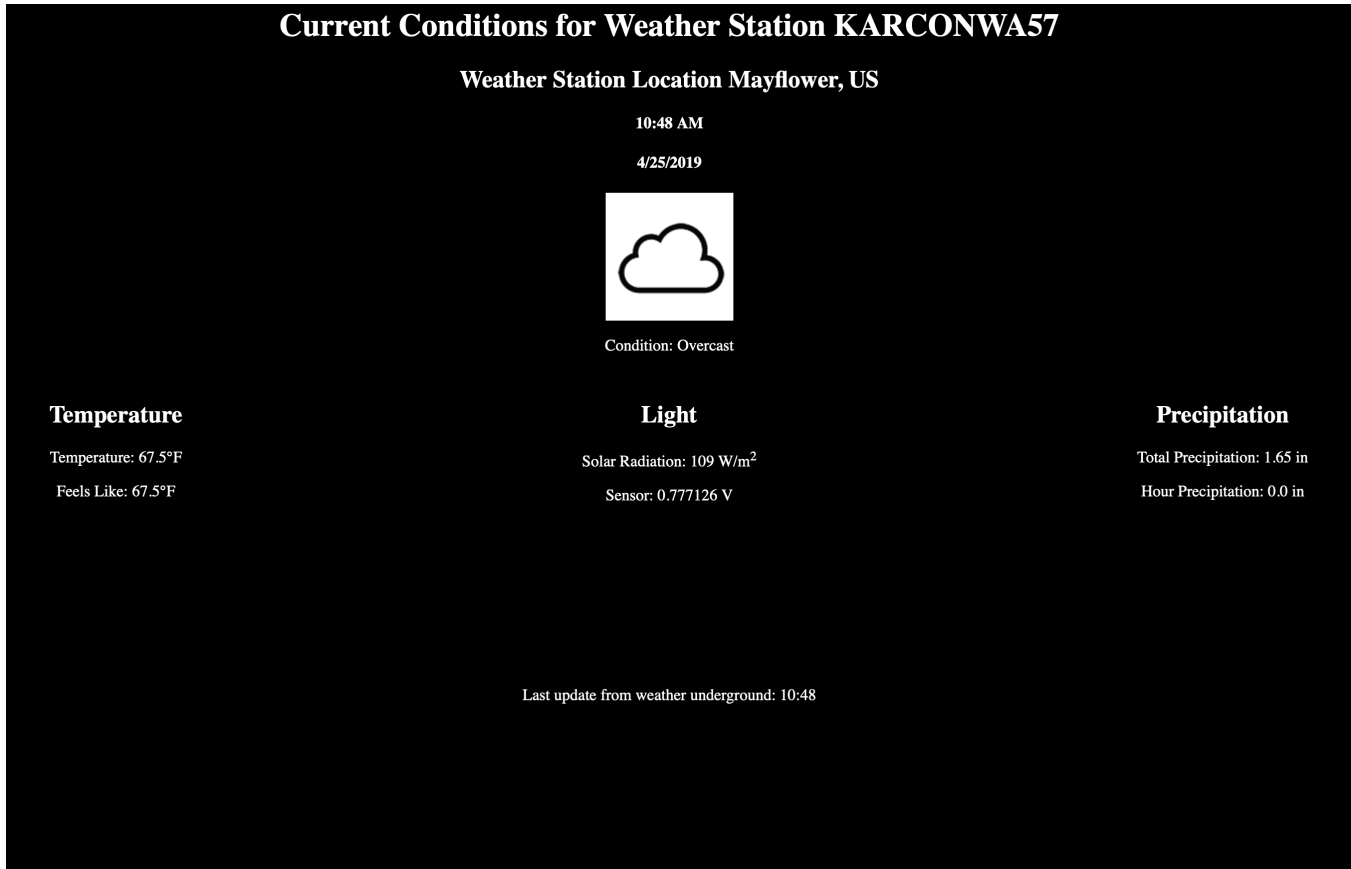 Current Conditions for Weather Station KARCONWA57
Weather Station Location Mayflower, US
10:48 AM
4/25/2019
Condition: Overcast
Temperature
Temperature: 67.5°F
Feels Like: 67.5°F
Light
Solar Radiation: 109 W/m²
Sensor: 0.777126 V
Precipitation
Total Precipitation: 1.65 in
Hour Precipitation: 0.0 in
Last update from weather underground: 10:48